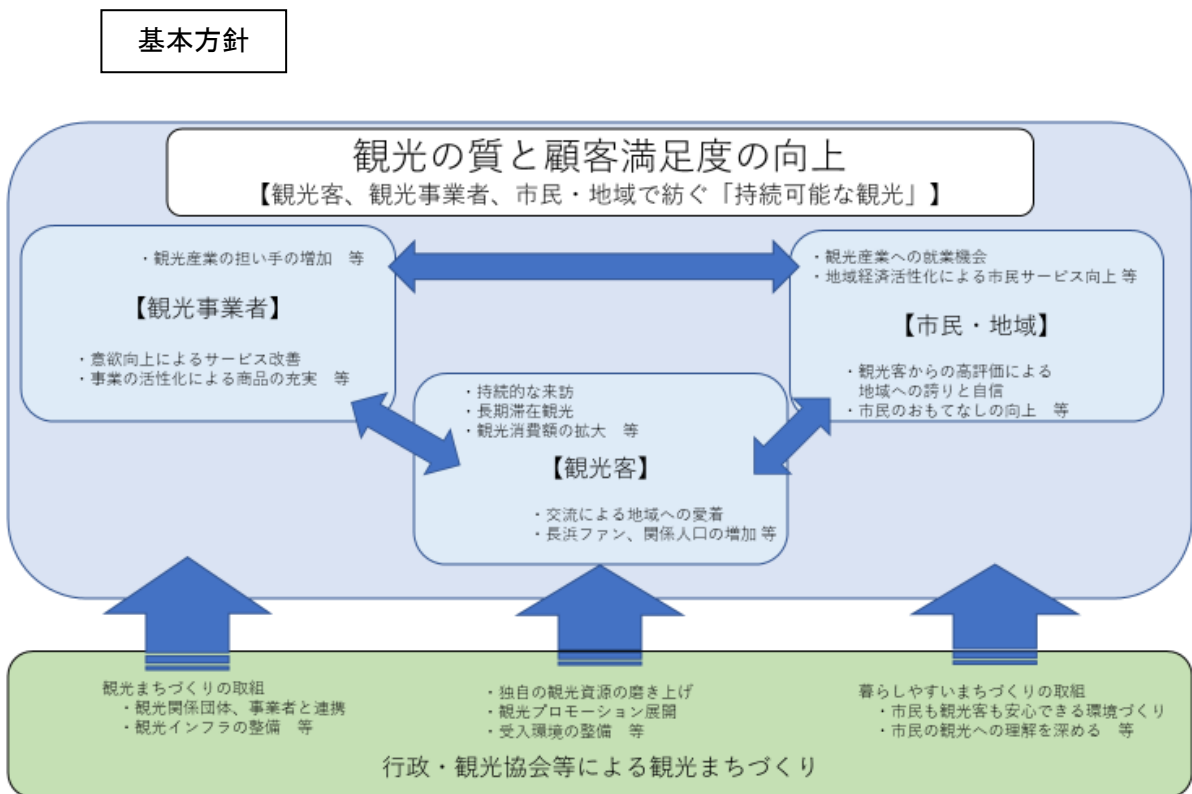 基本方針
観光の質と顧客満足度の向上
【観光客、観光事業者、市民・地域で紡ぐ「持続可能な観光」】
・観光産業の担い手の増加　等
【観光事業者】
・意欲向上によるサービス改善
・事業の活性化による商品の充実　等
・観光産業への就業機会
・地域経済活性化による市民サービス向上 等
【市民・地域】
・観光客からの高評価による
地域への誇りと自信
・市民のおもてなしの向上　等
・持続的な来訪
・長期滞在観光
・観光消費額の拡大　等
【観光客】
・交流による地域への愛着
・長浜ファン、関係人口の増加 等
観光まちづくりの取組
・観光関係団体、事業者と連携
・観光インフラの整備　等
・独自の観光資源の磨き上げ
・観光プロモーション展開
・受入環境の整備　等
暮らしやすいまちづくりの取組
・市民も観光客も安心できる環境づくり
・市民の観光への理解を深める　等
行政・観光協会等による観光まちづくり